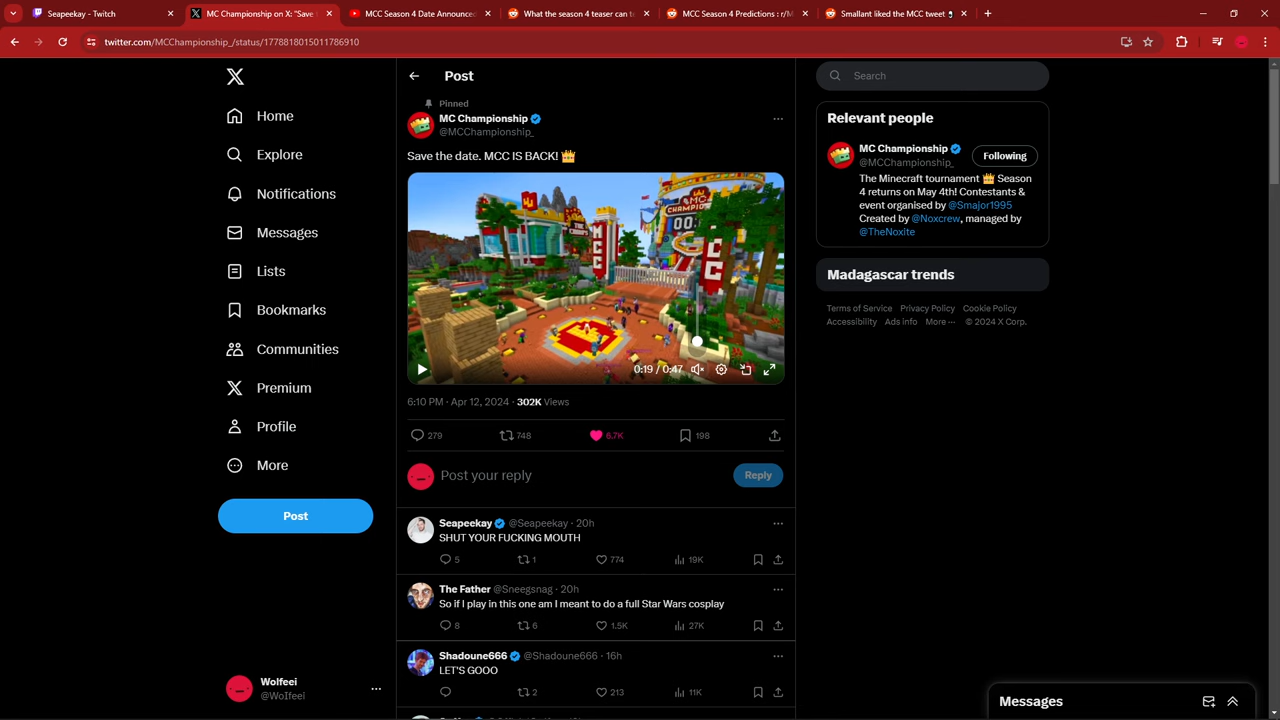 Seapeekay - Twitch
MC Championship on X: "Save t
MCC Season 4 Date Announced
What the season 4 teaser can t
MCC Season 4 Predictions : r/M
Smallant liked the MCC tweet
twitter.com/MCChampionship_/status/1778818015011786910
Home
Explore
Notifications
Messages
Lists
Bookmarks
Communities
Premium
Profile
More
Post
Wolfeei
@WoIfeei
Post
Pinned
MC Championship
@MCChampionship_
Save the date. MCC IS BACK! 👑
MCC
MC
CHAMPION
00:
MCC
0:19 / 0:47
6:10 PM · Apr 12, 2024 · 302K Views
279
748
6.7K
198
Post your reply
Reply
Seapeekay @Seapeekay · 20h
SHUT YOUR FUCKING MOUTH
5
1
774
19K
The Father @Sneegsnag · 20h
So if I play in this one am I meant to do a full Star Wars cosplay
8
6
1.5K
27K
Shadoune666 @Shadoune666 · 16h
LET'S GOOO
2
213
11K
Search
Relevant people
MC Championship
@MCChampionship_
Following
The Minecraft tournament 👑 Season
4 returns on May 4th! Contestants &
event organised by @Smajor1995
Created by @Noxcrew, managed by
@TheNoxite
Madagascar trends
Terms of Service Privacy Policy Cookie Policy
Accessibility Ads info More ··· © 2024 X Corp.
Messages